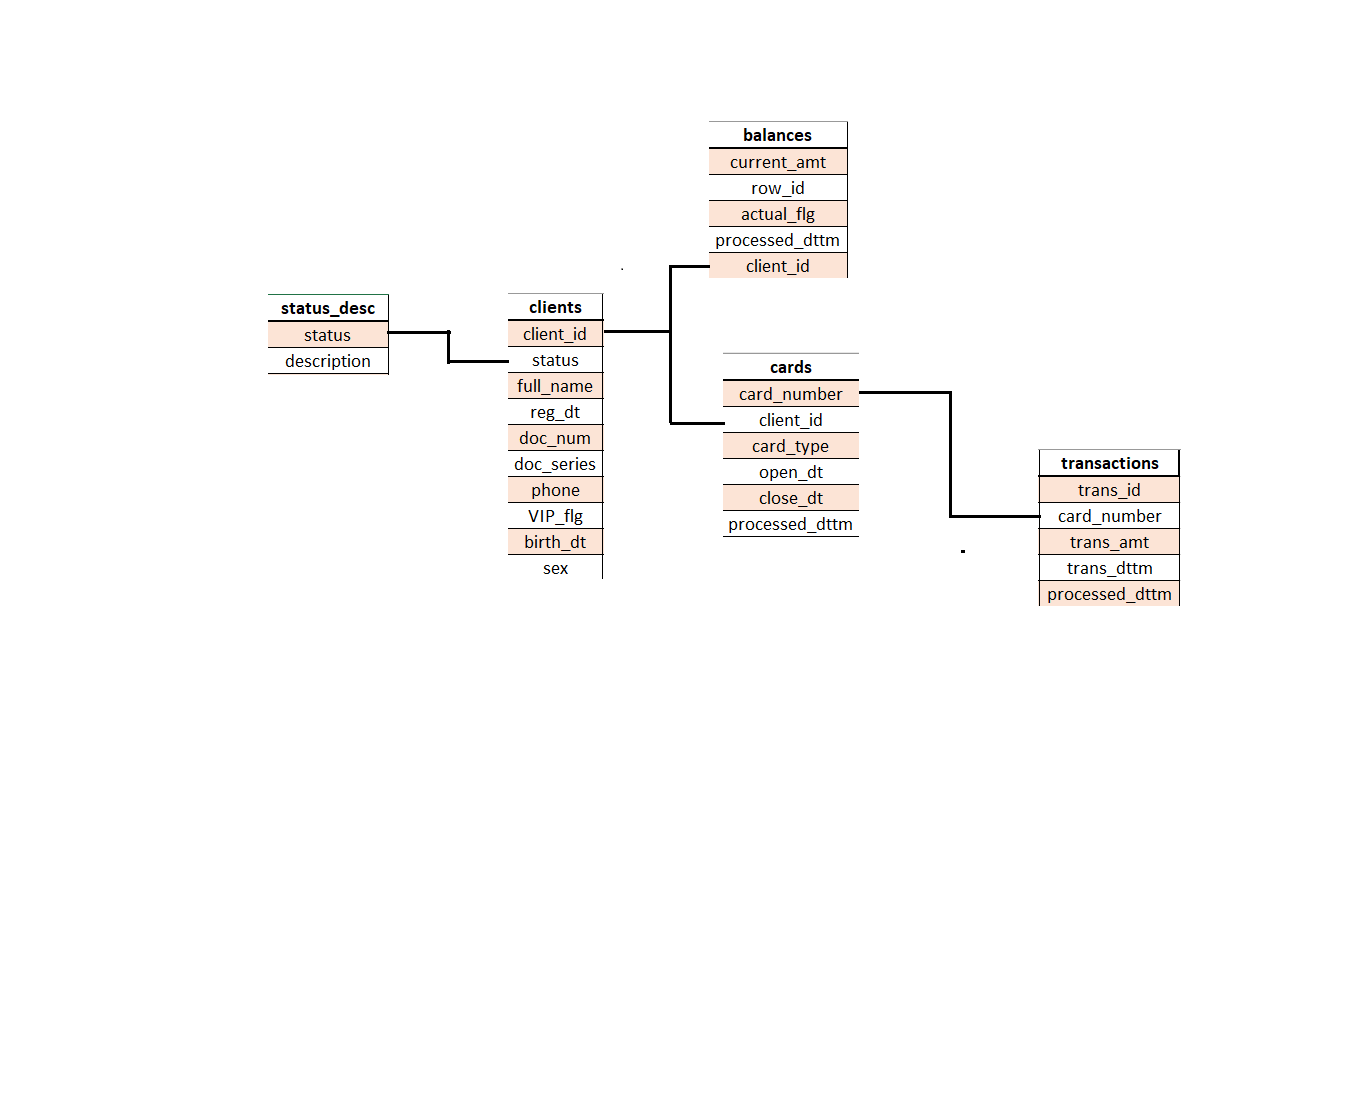 balances
current_amt
row_id
actual_flg
processed_dttm
client_id
status_desc
status
description
clients
client_id
status
full_name
reg_dt
doc_num
doc_series
phone
VIP_flg
birth_dt
sex
cards
card_number
client_id
card_type
open_dt
close_dt
processed_dttm
transactions
trans_id
card_number
trans_amt
trans_dttm
processed_dttm